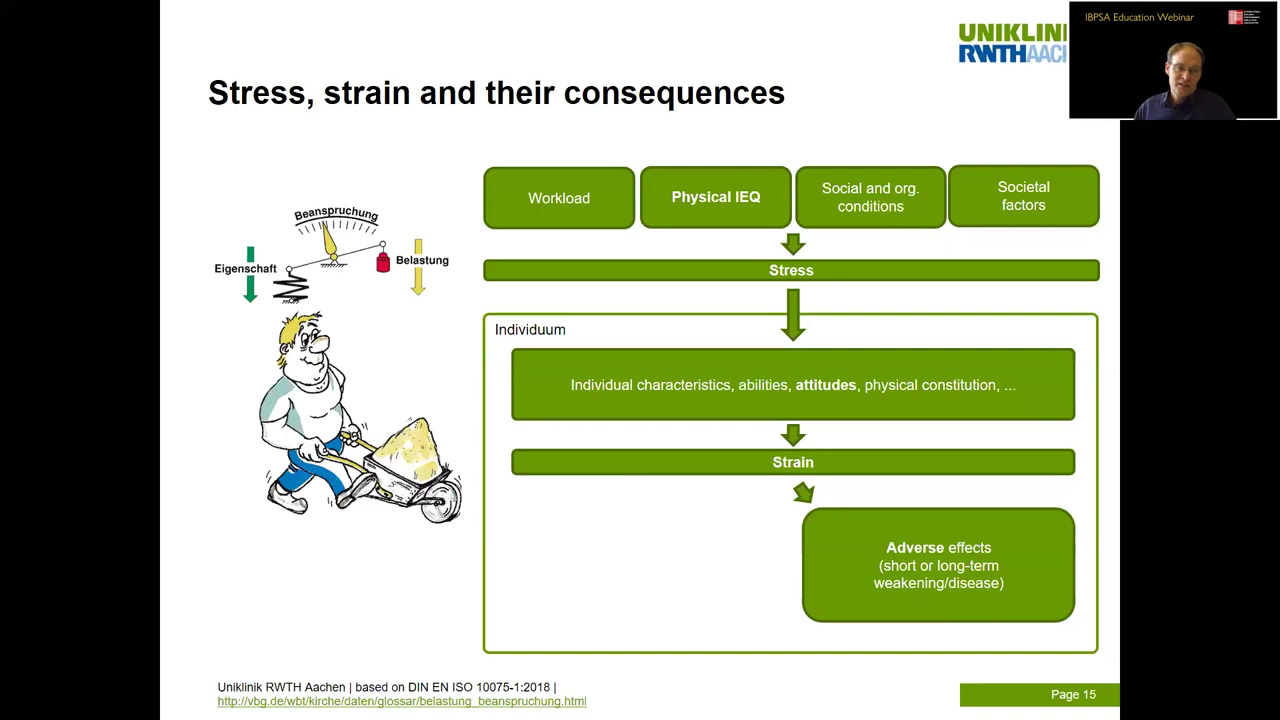 IBPSA Education Webinar
UNIKLINI
RWTHAAC
Stress, strain and their consequences
Beanspruchung
Eigenschaft
Belastung
Workload
Physical IEQ
Social and org.
conditions
Societal
factors
Stress
Individuum
Individual characteristics, abilities, attitudes, physical constitution, ...
Strain
Adverse effects
(short or long-term
weakening/disease)
Uniklinik RWTH Aachen | based on DIN EN ISO 10075-1:2018 |
http://vbg.de/wbt/kirche/daten/glossar/belastung_beanspruchung.html
Page 15